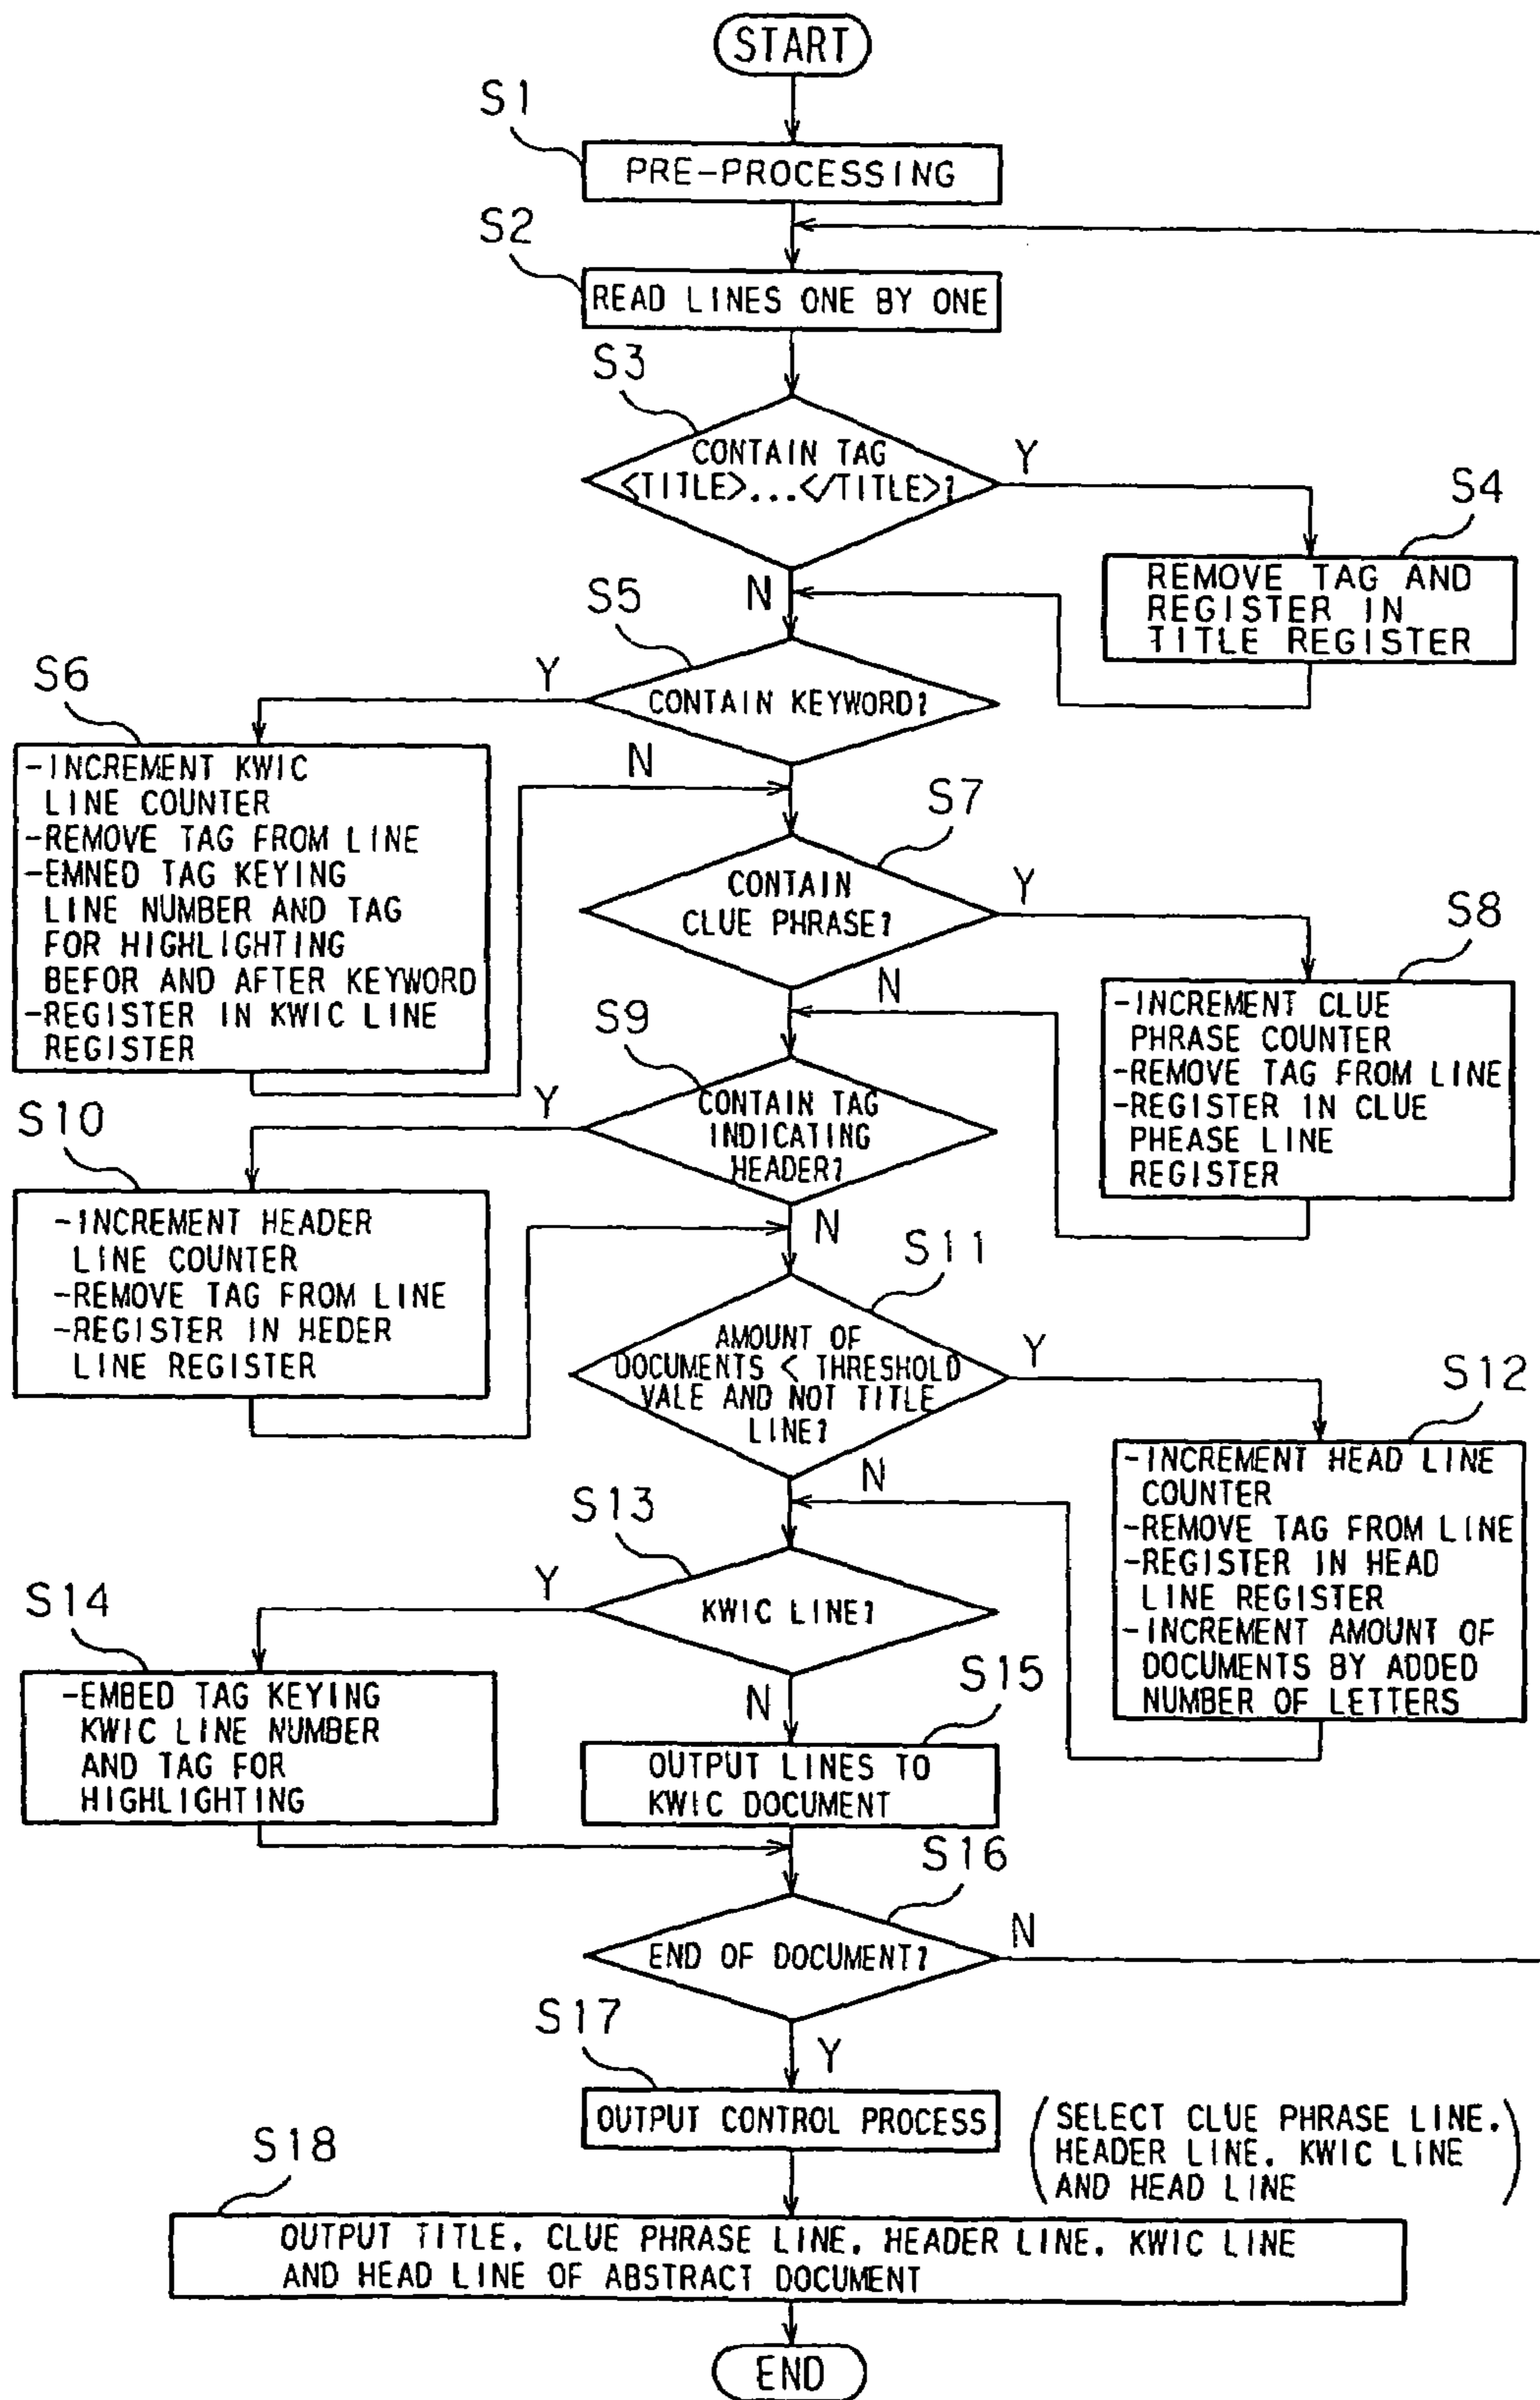 START
S1
PRE-PROCESSING
S2
READ LINES ONE BY ONE
S3
CONTAIN TAG
<TITLE>...</TITLE>?
Y
S4
REMOVE TAG AND
REGISTER IN
TITLE REGISTER
N
S5
CONTAIN KEYWORD?
Y
S6
-INCREMENT KWIC
LINE COUNTER
-REMOVE TAG FROM LINE
-EMNED TAG KEYING
LINE NUMBER AND TAG
FOR HIGHLIGHTING
BEFOR AND AFTER KEYWORD
-REGISTER IN KWIC LINE
REGISTER
N
S7
CONTAIN
CLUE PHRASE?
Y
S8
-INCREMENT CLUE
PHRASE COUNTER
-REMOVE TAG FROM LINE
-REGISTER IN CLUE
PHEASE LINE
REGISTER
N
S9
CONTAIN TAG
INDICATING
HEADER?
Y
S10
-INCREMENT HEADER
LINE COUNTER
-REMOVE TAG FROM LINE
-REGISTER IN HEDER
LINE REGISTER
N
S11
AMOUNT OF
DOCUMENTS < THRESHOLD
VALE AND NOT TITLE
LINE?
Y
S12
-INCREMENT HEAD LINE
COUNTER
-REMOVE TAG FROM LINE
-REGISTER IN HEAD
LINE REGISTER
-INCREMENT AMOUNT OF
DOCUMENTS BY ADDED
NUMBER OF LETTERS
N
S13
KWIC LINE?
Y
S14
-EMBED TAG KEYING
KWIC LINE NUMBER
AND TAG FOR
HIGHLIGHTING
N
S15
OUTPUT LINES TO
KWIC DOCUMENT
S16
END OF DOCUMENT?
N
Y
S17
OUTPUT CONTROL PROCESS
(SELECT CLUE PHRASE LINE.
HEADER LINE. KWIC LINE
AND HEAD LINE)
S18
OUTPUT TITLE. CLUE PHRASE LINE. HEADER LINE. KWIC LINE
AND HEAD LINE OF ABSTRACT DOCUMENT
END